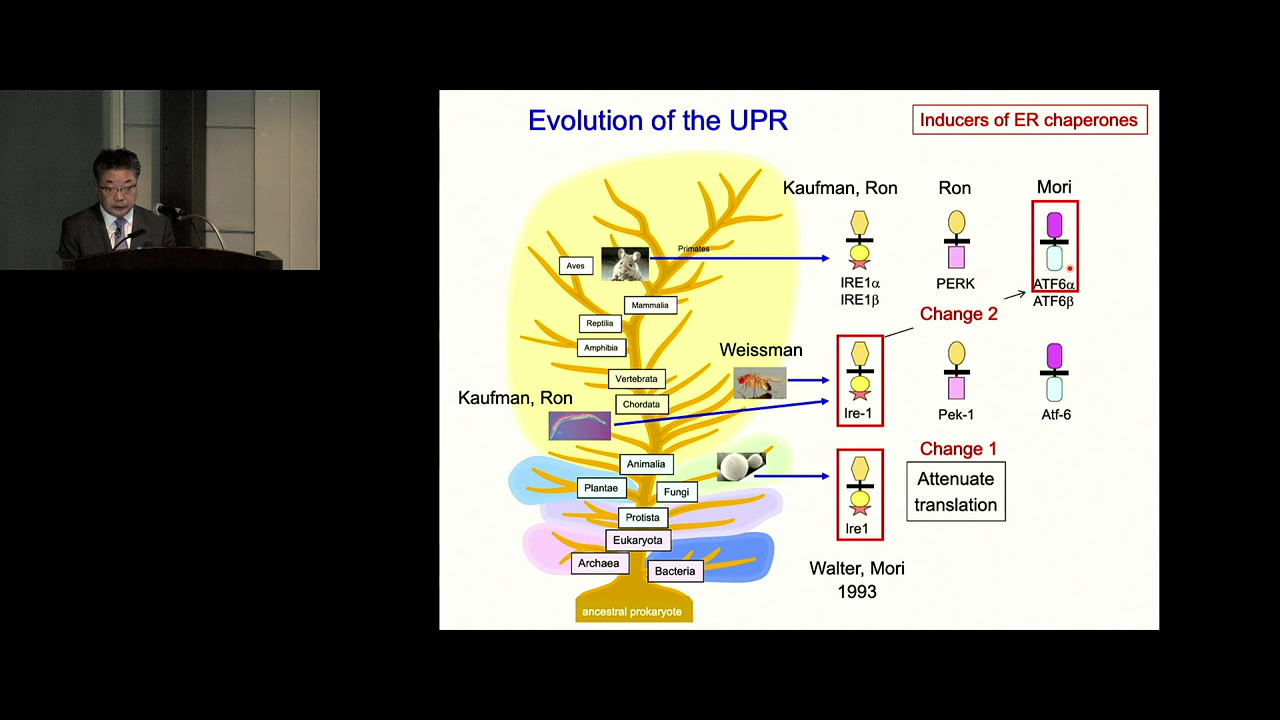 Evolution of the UPR
Inducers of ER chaperones
Kaufman, Ron
Ron
Mori
Primates
Aves
IRE1α
IRE1β
PERK
ATF6α
ATF6β
Mammalia
Reptilia
Amphibia
Change 2
Weissman
Vertebrata
Chordata
Kaufman, Ron
Ire-1
Pek-1
Atf-6
Animalia
Plantae
Fungi
Protista
Eukaryota
Archaea
Bacteria
ancestral prokaryote
Change 1
Attenuate
translation
Ire1
Walter, Mori
1993